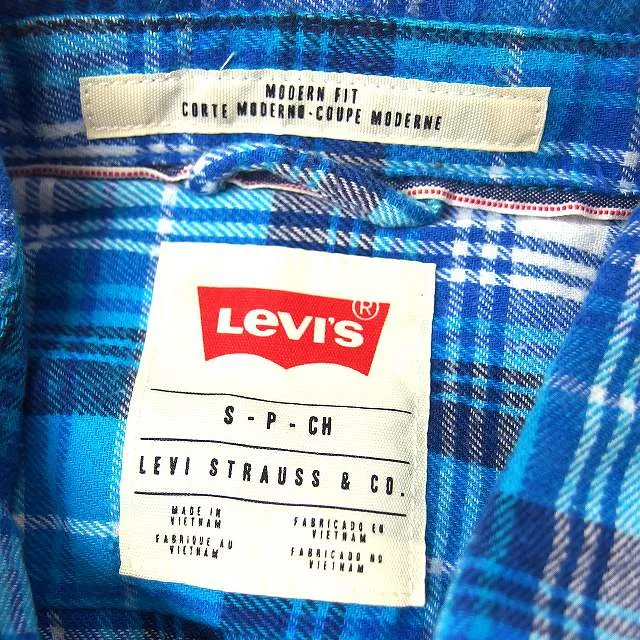 MODERN FIT
CORTE MODERNO · COUPE MODERNE
LEVI'S ®
S - P - CH
LEVI STRAUSS & CO.
MADE IN
VIETNAM
FABRIQUE AU
VIETNAM
FABRICADO EN
VIETNAM
FABRICADO NO
VIETNAM